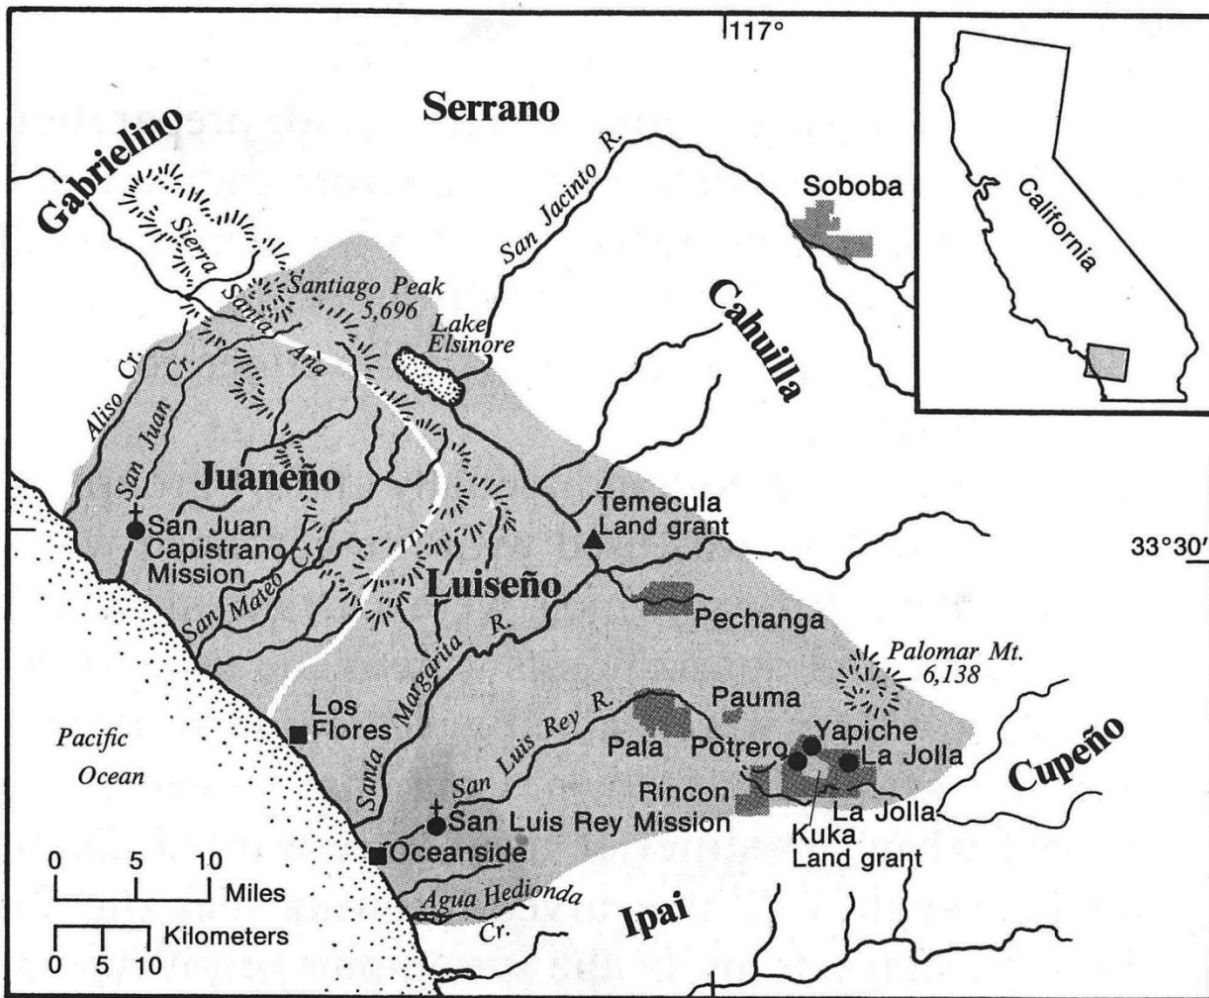 117°
Serrano
Gabrielino
San Jacinto R.
Soboba
California
Sierra
Santa
Ana
Santiago Peak
5,696
Lake
Elsinore
Cahuilla
Aliso Cr.
San Juan Cr.
Juaneño
San Juan
Capistrano
Mission
San Mateo Cr.
Temecula
Land grant
33°30'
Luiseño
Pechanga
Santa Margarita R.
Palomar Mt.
6,138
Los
Flores
Pacific
Ocean
San Luis Rey R.
Pala
Pauma
Potrero
Yapiche
La Jolla
Cupeño
Rincon
La Jolla
Kuka
Land grant
San Luis Rey Mission
Oceanside
Agua Hedionda
Cr.
Ipai
0 5 10
Miles
Kilometers
0 5 10